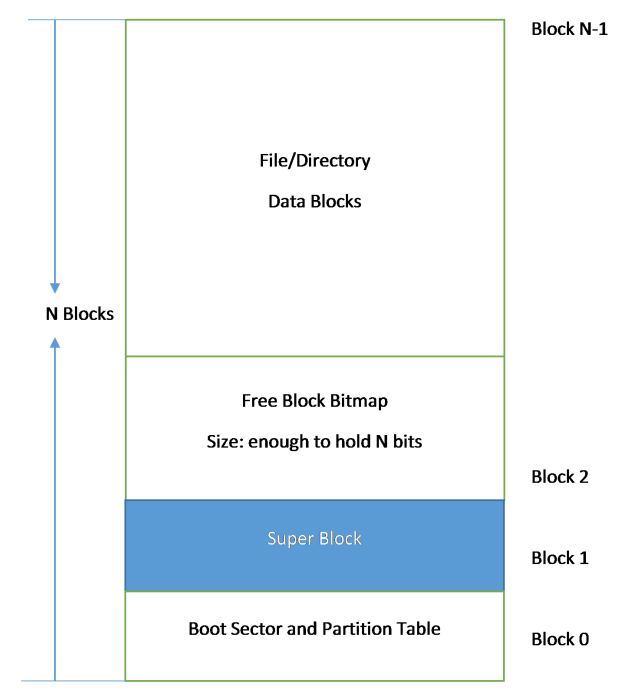 Block N-1
File/Directory
Data Blocks
N Blocks
Free Block Bitmap
Size: enough to hold N bits
Block 2
Super Block
Block 1
Boot Sector and Partition Table
Block 0